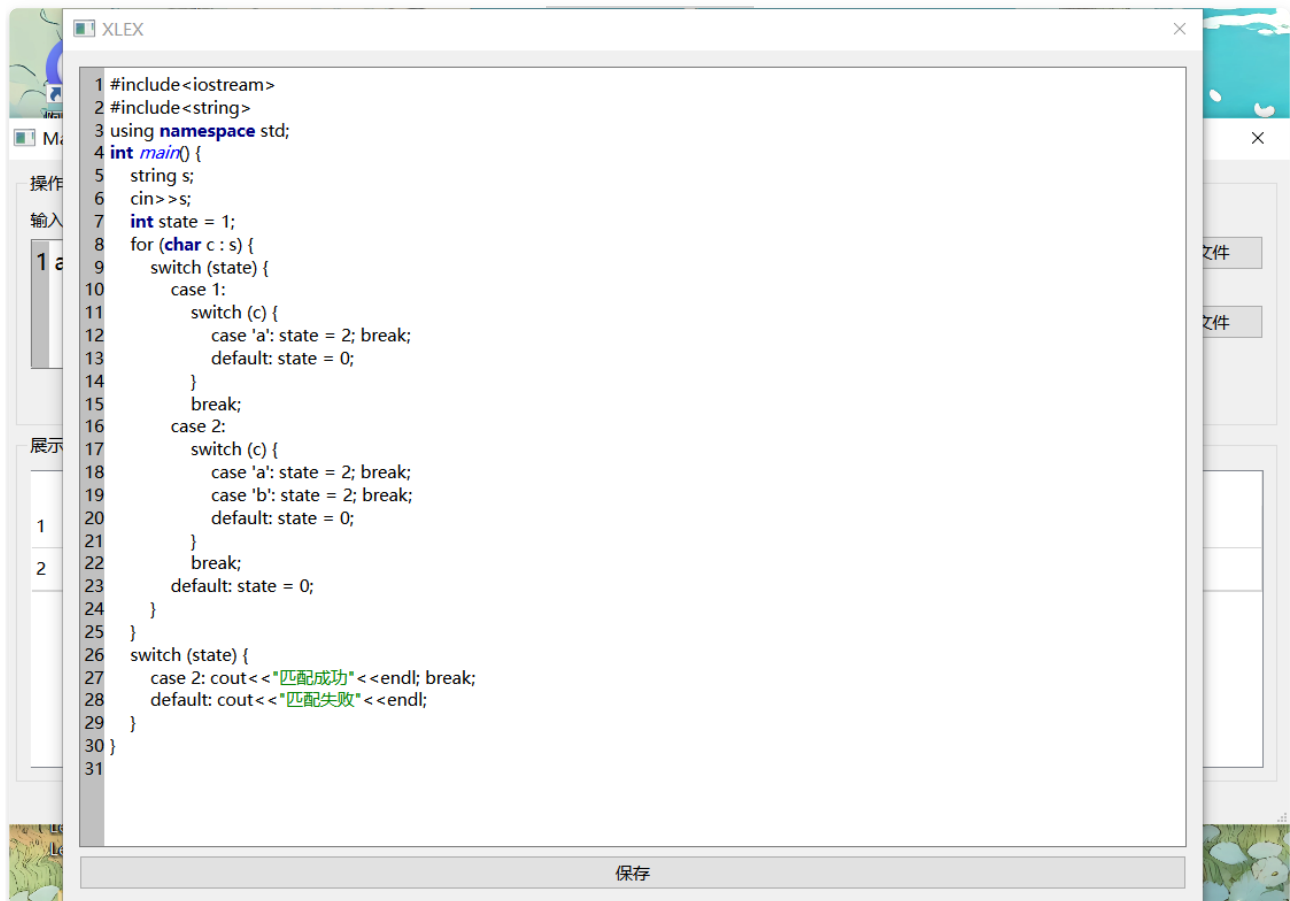 XLEX
1 #include<iostream>
2 #include<string>
3 using namespace std;
4 int main() {
5 string s;
6 cin>>s;
7 int state = 1;
8 for (char c : s) {
9 switch (state) {
10 case 1:
11 switch (c) {
12 case 'a': state = 2; break;
13 default: state = 0;
14 }
15 break;
16 case 2:
17 switch (c) {
18 case 'a': state = 2; break;
19 case 'b': state = 2; break;
20 default: state = 0;
21 }
22 break;
23 default: state = 0;
24 }
25 }
26 switch (state) {
27 case 2: cout<<"匹配成功"<<endl; break;
28 default: cout<<"匹配失败"<<endl;
29 }
30 }
31
保存
操作
输入
1 a
文件
文件
展示
1
2